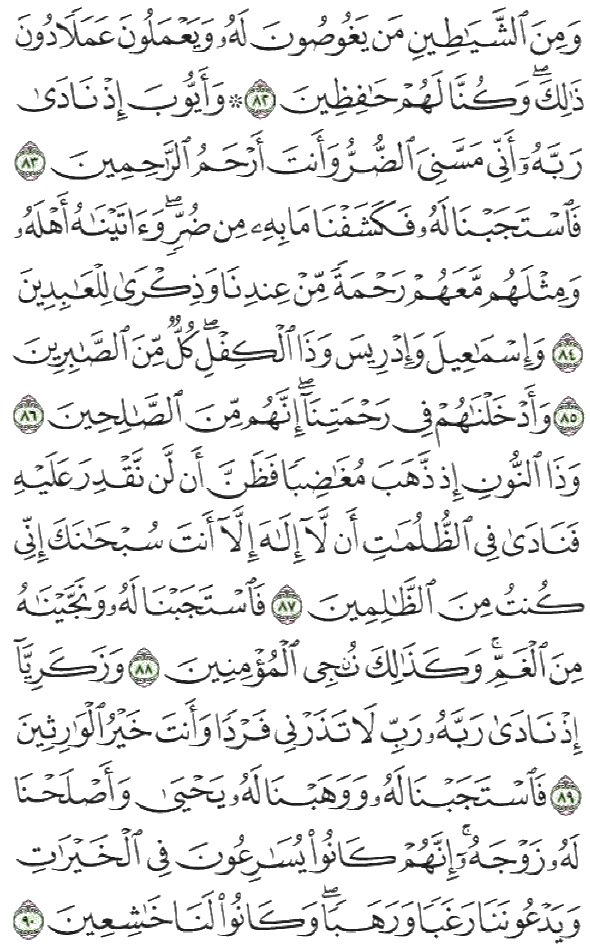 وَمِنَ ٱلشَّيَٰطِينِ مَن يَغُوصُونَ لَهُۥ وَيَعْمَلُونَ عَمَلًا دُونَ
ذَٰلِكَۖ وَكُنَّا لَهُمْ حَٰفِظِينَ ٨٢ ۞ وَأَيُّوبَ إِذْ نَادَىٰ
رَبَّهُۥٓ أَنِّى مَسَّنِىَ ٱلضُّرُّ وَأَنتَ أَرْحَمُ ٱلرَّٰحِمِينَ ٨٣
فَٱسْتَجَبْنَا لَهُۥ فَكَشَفْنَا مَا بِهِۦ مِن ضُرٍّۖ وَءَاتَيْنَٰهُ أَهْلَهُۥ
وَمِثْلَهُم مَّعَهُمْ رَحْمَةً مِّنْ عِندِنَا وَذِكْرَىٰ لِلْعَٰبِدِينَ
٨٤ وَإِسْمَٰعِيلَ وَإِدْرِيسَ وَذَا ٱلْكِفْلِۖ كُلٌّ مِّنَ ٱلصَّٰبِرِينَ
٨٥ وَأَدْخَلْنَٰهُمْ فِى رَحْمَتِنَآۖ إِنَّهُم مِّنَ ٱلصَّٰلِحِينَ ٨٦
وَذَا ٱلنُّونِ إِذ ذَّهَبَ مُغَٰضِبًا فَظَنَّ أَن لَّن نَّقْدِرَ عَلَيْهِ
فَنَادَىٰ فِى ٱلظُّلُمَٰتِ أَن لَّآ إِلَٰهَ إِلَّآ أَنتَ سُبْحَٰنَكَ إِنِّى
كُنتُ مِنَ ٱلظَّٰلِمِينَ ٨٧ فَٱسْتَجَبْنَا لَهُۥ وَنَجَّيْنَٰهُ
مِنَ ٱلْغَمِّۚ وَكَذَٰلِكَ نُۨجِى ٱلْمُؤْمِنِينَ ٨٨ وَزَكَرِيَّآ
إِذْ نَادَىٰ رَبَّهُۥ رَبِّ لَا تَذَرْنِى فَرْدًا وَأَنتَ خَيْرُ ٱلْوَٰرِثِينَ
٨٩ فَٱسْتَجَبْنَا لَهُۥ وَوَهَبْنَا لَهُۥ يَحْيَىٰ وَأَصْلَحْنَا
لَهُۥ زَوْجَهُۥٓۚ إِنَّهُمْ كَانُوا۟ يُسَٰرِعُونَ فِى ٱلْخَيْرَٰتِ
وَيَدْعُونَنَا رَغَبًا وَرَهَبًاۖ وَكَانُوا۟ لَنَا خَٰشِعِينَ ٩٠